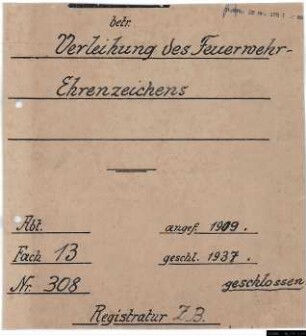 betr.
Verleihung des Feuerwehr-
Ehrenzeichens
Abt. angef. 1909.
Fach 13 geschl. 1937.
Nr. 308 geschlossen
Registratur Z.B.